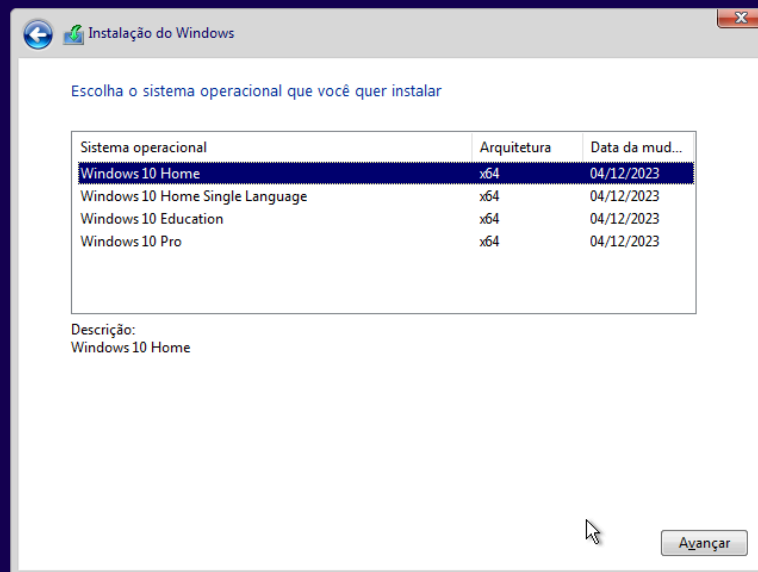 Instalação do Windows
Escolha o sistema operacional que você quer instalar
Sistema operacional Arquitetura Data da mud...
Windows 10 Home x64 04/12/2023
Windows 10 Home Single Language x64 04/12/2023
Windows 10 Education x64 04/12/2023
Windows 10 Pro x64 04/12/2023
Descrição:
Windows 10 Home
Avançar